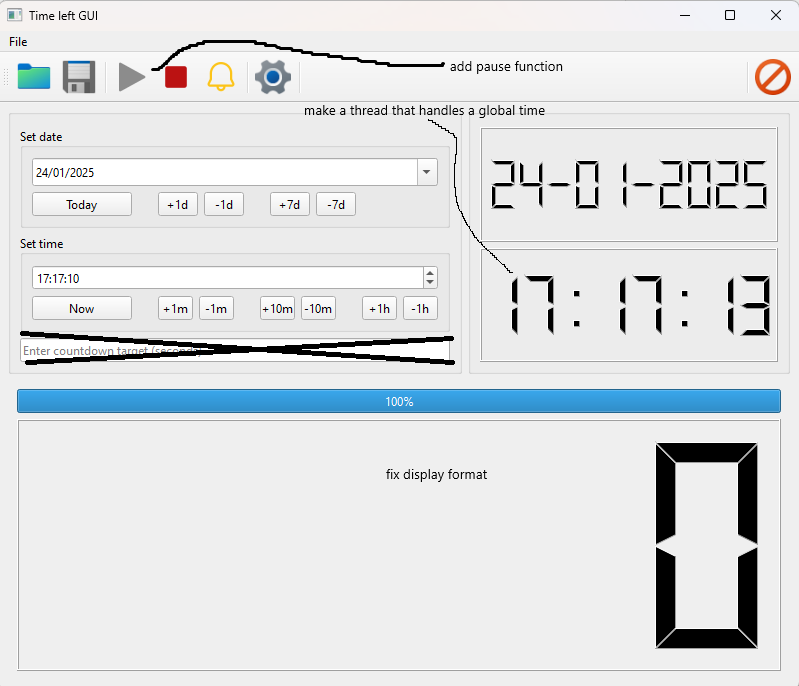 Time left GUI
File
add pause function
make a thread that handles a global time
Set date
24/01/2025
Today +1d -1d +7d -7d
24-01-2025
Set time
17:17:10
Now +1m -1m +10m -10m +1h -1h
17:17:13
Enter countdown target (seconds)
100%
fix display format
0